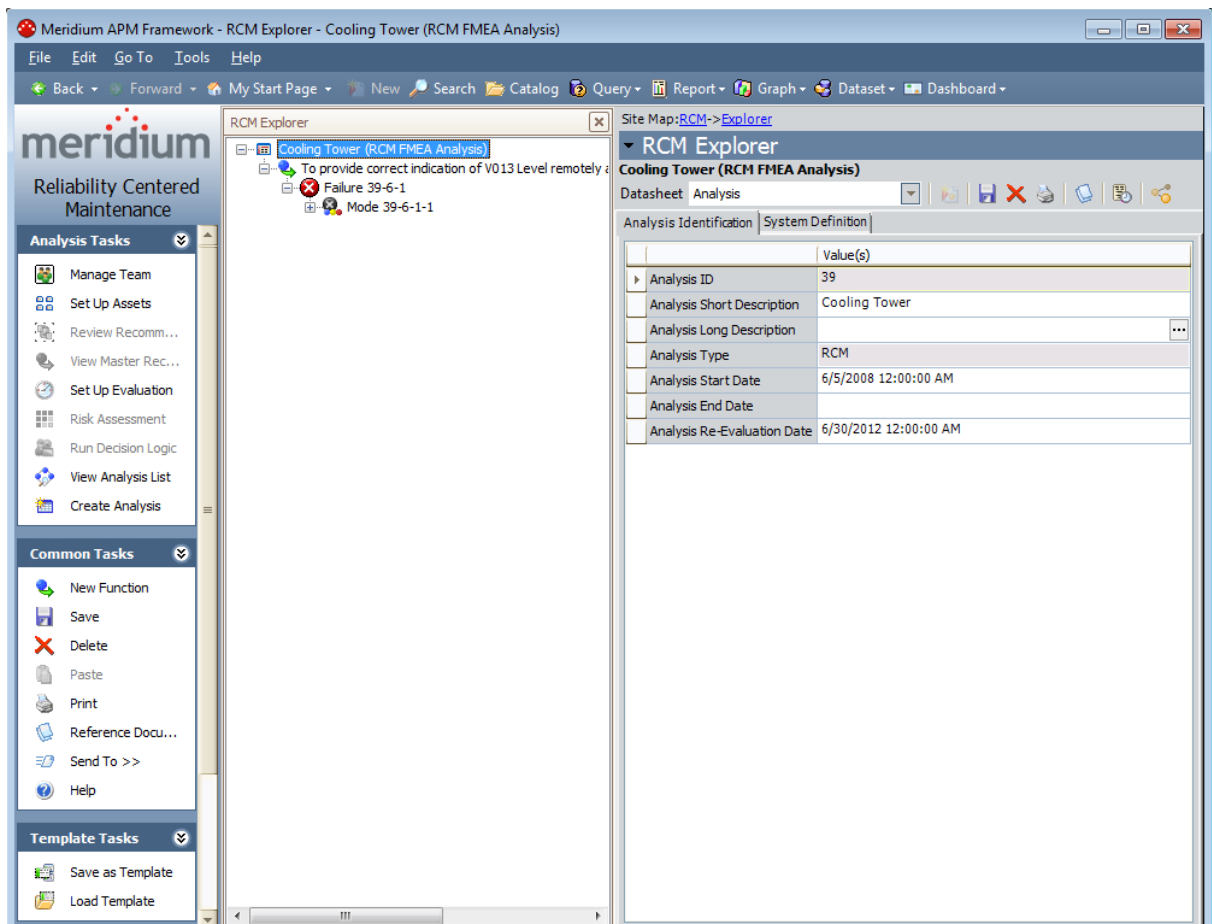 Meridium APM Framework - RCM Explorer - Cooling Tower (RCM FMEA Analysis)
File Edit Go To Tools Help
Back Forward My Start Page New Search Catalog Query Report Graph Dataset Dashboard
meridium
Reliability Centered
Maintenance
Analysis Tasks
Manage Team
Set Up Assets
Review Recomm...
View Master Rec...
Set Up Evaluation
Risk Assessment
Run Decision Logic
View Analysis List
Create Analysis
Common Tasks
New Function
Save
Delete
Paste
Print
Reference Docu...
Send To >>
Help
Template Tasks
Save as Template
Load Template
RCM Explorer
Cooling Tower (RCM FMEA Analysis)
To provide correct indication of V013 Level remotely a
Failure 39-6-1
Mode 39-6-1-1
Site Map:RCM->Explorer
RCM Explorer
Cooling Tower (RCM FMEA Analysis)
Datasheet Analysis
Analysis Identification System Definition
Value(s)
Analysis ID 39
Analysis Short Description Cooling Tower
Analysis Long Description ...
Analysis Type RCM
Analysis Start Date 6/5/2008 12:00:00 AM
Analysis End Date
Analysis Re-Evaluation Date 6/30/2012 12:00:00 AM